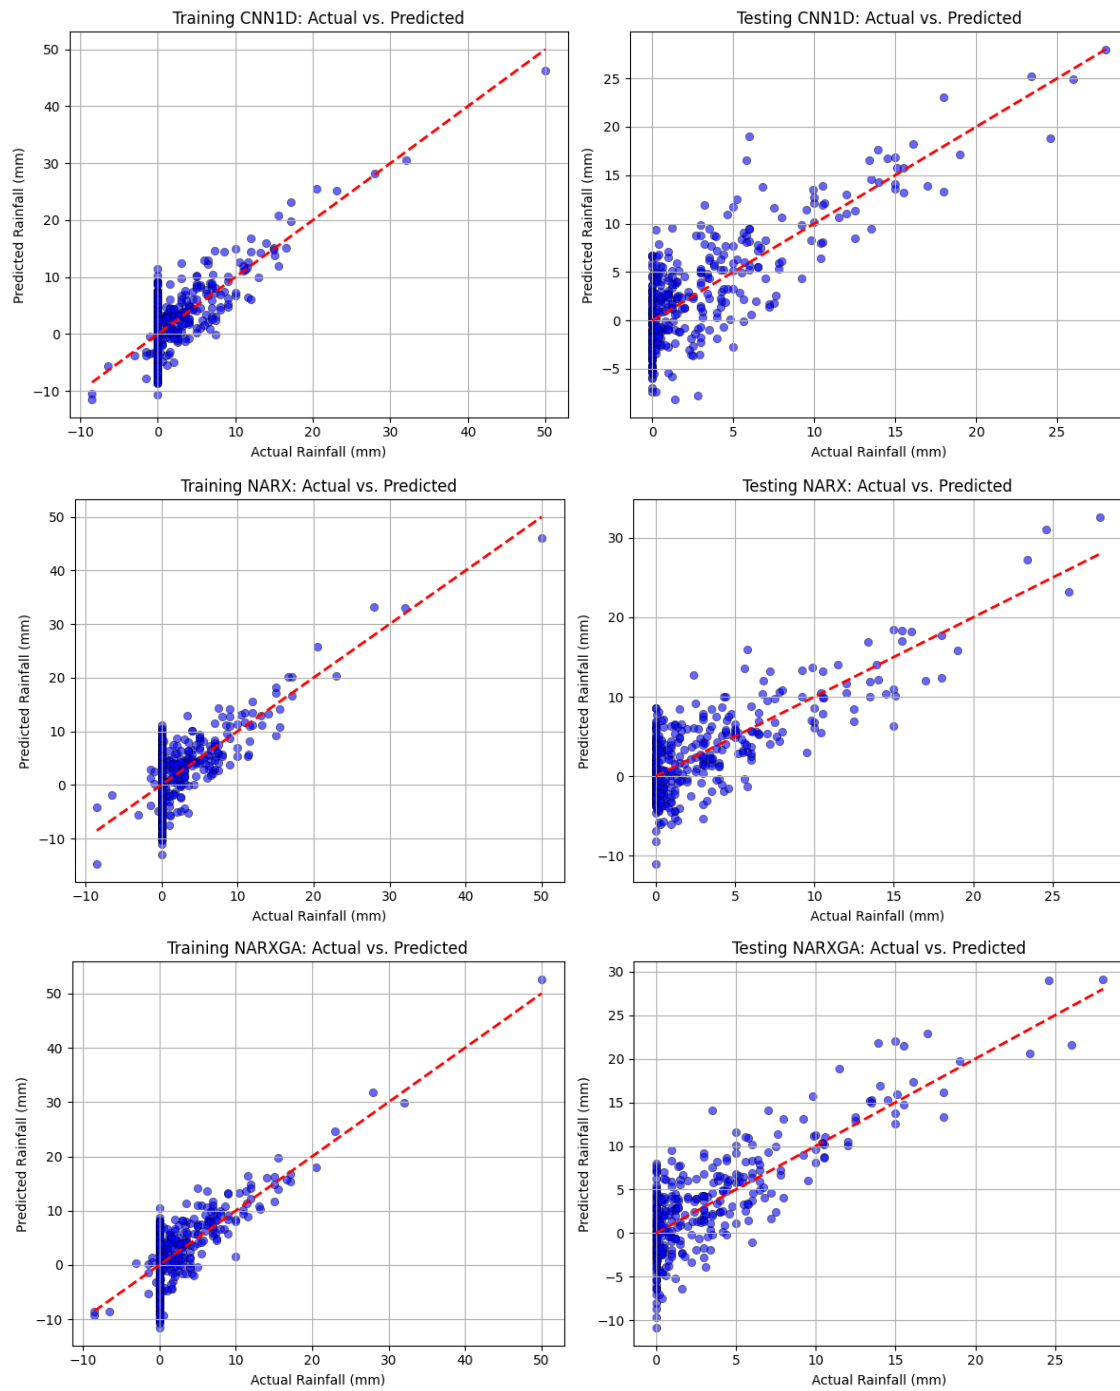 Training CNN1D: Actual vs. Predicted
Predicted Rainfall (mm)
50
40
30
20
10
0
−10
−10 0 10 20 30 40 50
Actual Rainfall (mm)
Testing CNN1D: Actual vs. Predicted
Predicted Rainfall (mm)
25
20
15
10
5
0
−5
0 5 10 15 20 25
Actual Rainfall (mm)
Training NARX: Actual vs. Predicted
Predicted Rainfall (mm)
50
40
30
20
10
0
−10
−10 0 10 20 30 40 50
Actual Rainfall (mm)
Testing NARX: Actual vs. Predicted
Predicted Rainfall (mm)
30
20
10
0
−10
0 5 10 15 20 25
Actual Rainfall (mm)
Training NARXGA: Actual vs. Predicted
Predicted Rainfall (mm)
50
40
30
20
10
0
−10
−10 0 10 20 30 40 50
Actual Rainfall (mm)
Testing NARXGA: Actual vs. Predicted
Predicted Rainfall (mm)
30
25
20
15
10
5
0
−5
−10
0 5 10 15 20 25
Actual Rainfall (mm)